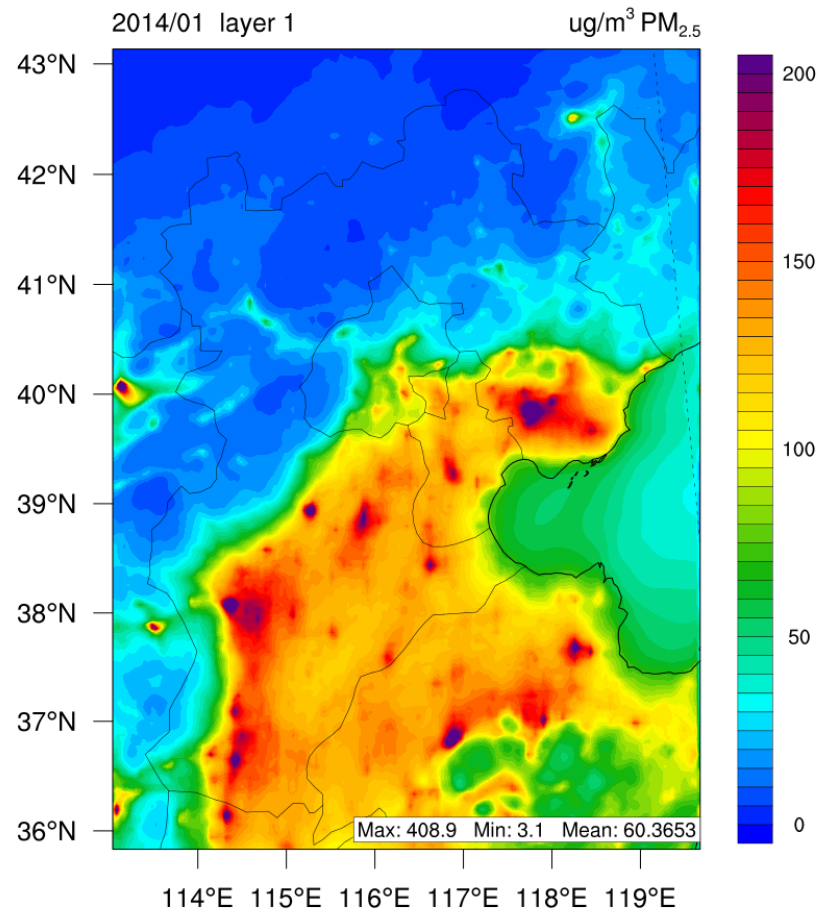 2014/01 layer 1
ug/m³ PM₂.₅
43°N
42°N
41°N
40°N
39°N
38°N
37°N
36°N
200
150
100
50
0
Max: 408.9 Min: 3.1 Mean: 60.3653
114°E 115°E 116°E 117°E 118°E 119°E